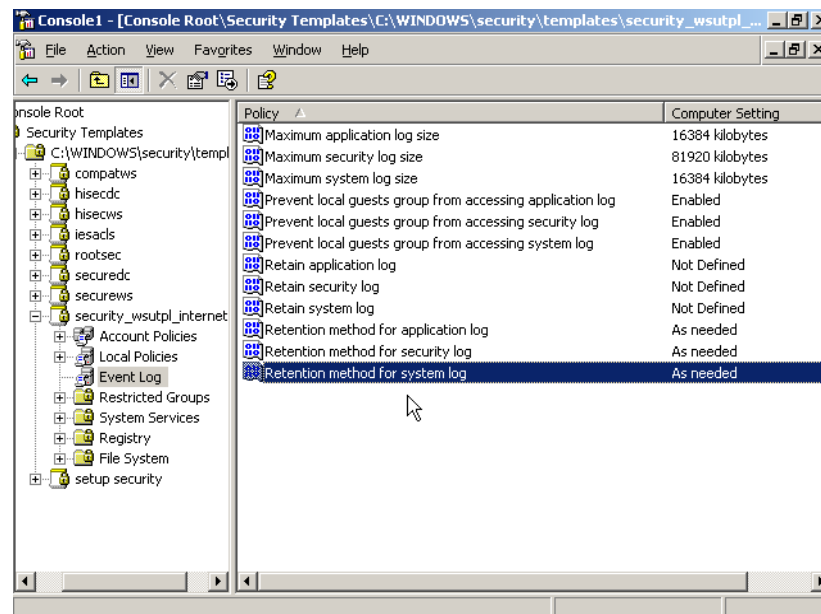 Console1 - [Console Root\Security Templates\C:\WINDOWS\security\templates\security_wsutpl_...
File Action View Favorites Window Help
onsole Root
Security Templates
C:\WINDOWS\security\templ
compatws
hisecdc
hisecws
iesacls
rootsec
securedc
securews
security_wsutpl_internet
Account Policies
Local Policies
Event Log
Restricted Groups
System Services
Registry
File System
setup security
Policy Computer Setting
Maximum application log size 16384 kilobytes
Maximum security log size 81920 kilobytes
Maximum system log size 16384 kilobytes
Prevent local guests group from accessing application log Enabled
Prevent local guests group from accessing security log Enabled
Prevent local guests group from accessing system log Enabled
Retain application log Not Defined
Retain security log Not Defined
Retain system log Not Defined
Retention method for application log As needed
Retention method for security log As needed
Retention method for system log As needed